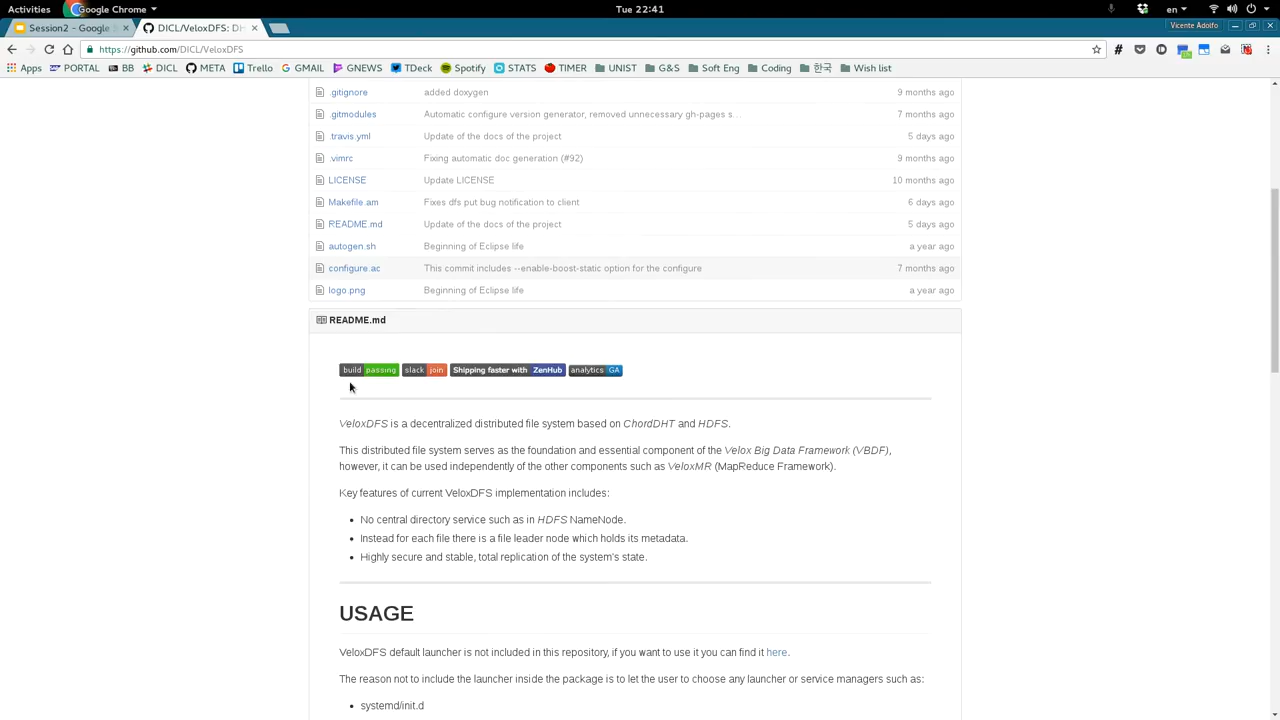 Activities Google Chrome Tue 22:41 en
Session2 - Google DICL/VeloxDFS: DH Vicente Adolfo
https://github.com/DICL/VeloxDFS
Apps PORTAL BB DICL META Trello GMAIL GNEWS TDeck Spotify STATS TIMER UNIST G&S Soft Eng Coding 한국 Wish list
.gitignore added doxygen 9 months ago
.gitmodules Automatic configure version generator, removed unnecessary gh-pages s... 7 months ago
.travis.yml Update of the docs of the project 5 days ago
.vimrc Fixing automatic doc generation (#92) 9 months ago
LICENSE Update LICENSE 10 months ago
Makefile.am Fixes dfs put bug notification to client 6 days ago
README.md Update of the docs of the project 5 days ago
autogen.sh Beginning of Eclipse life a year ago
configure.ac This commit includes --enable-boost-static option for the configure 7 months ago
logo.png Beginning of Eclipse life a year ago
README.md
build passing slack join Shipping faster with ZenHub analytics GA
VeloxDFS is a decentralized distributed file system based on ChordDHT and HDFS.
This distributed file system serves as the foundation and essential component of the Velox Big Data Framework (VBDF),
however, it can be used independently of the other components such as VeloxMR (MapReduce Framework).
Key features of current VeloxDFS implementation includes:
• No central directory service such as in HDFS NameNode.
• Instead for each file there is a file leader node which holds its metadata.
• Highly secure and stable, total replication of the system's state.
USAGE
VeloxDFS default launcher is not included in this repository, if you want to use it you can find it here.
The reason not to include the launcher inside the package is to let the user to choose any launcher or service managers such as:
• systemd/init.d